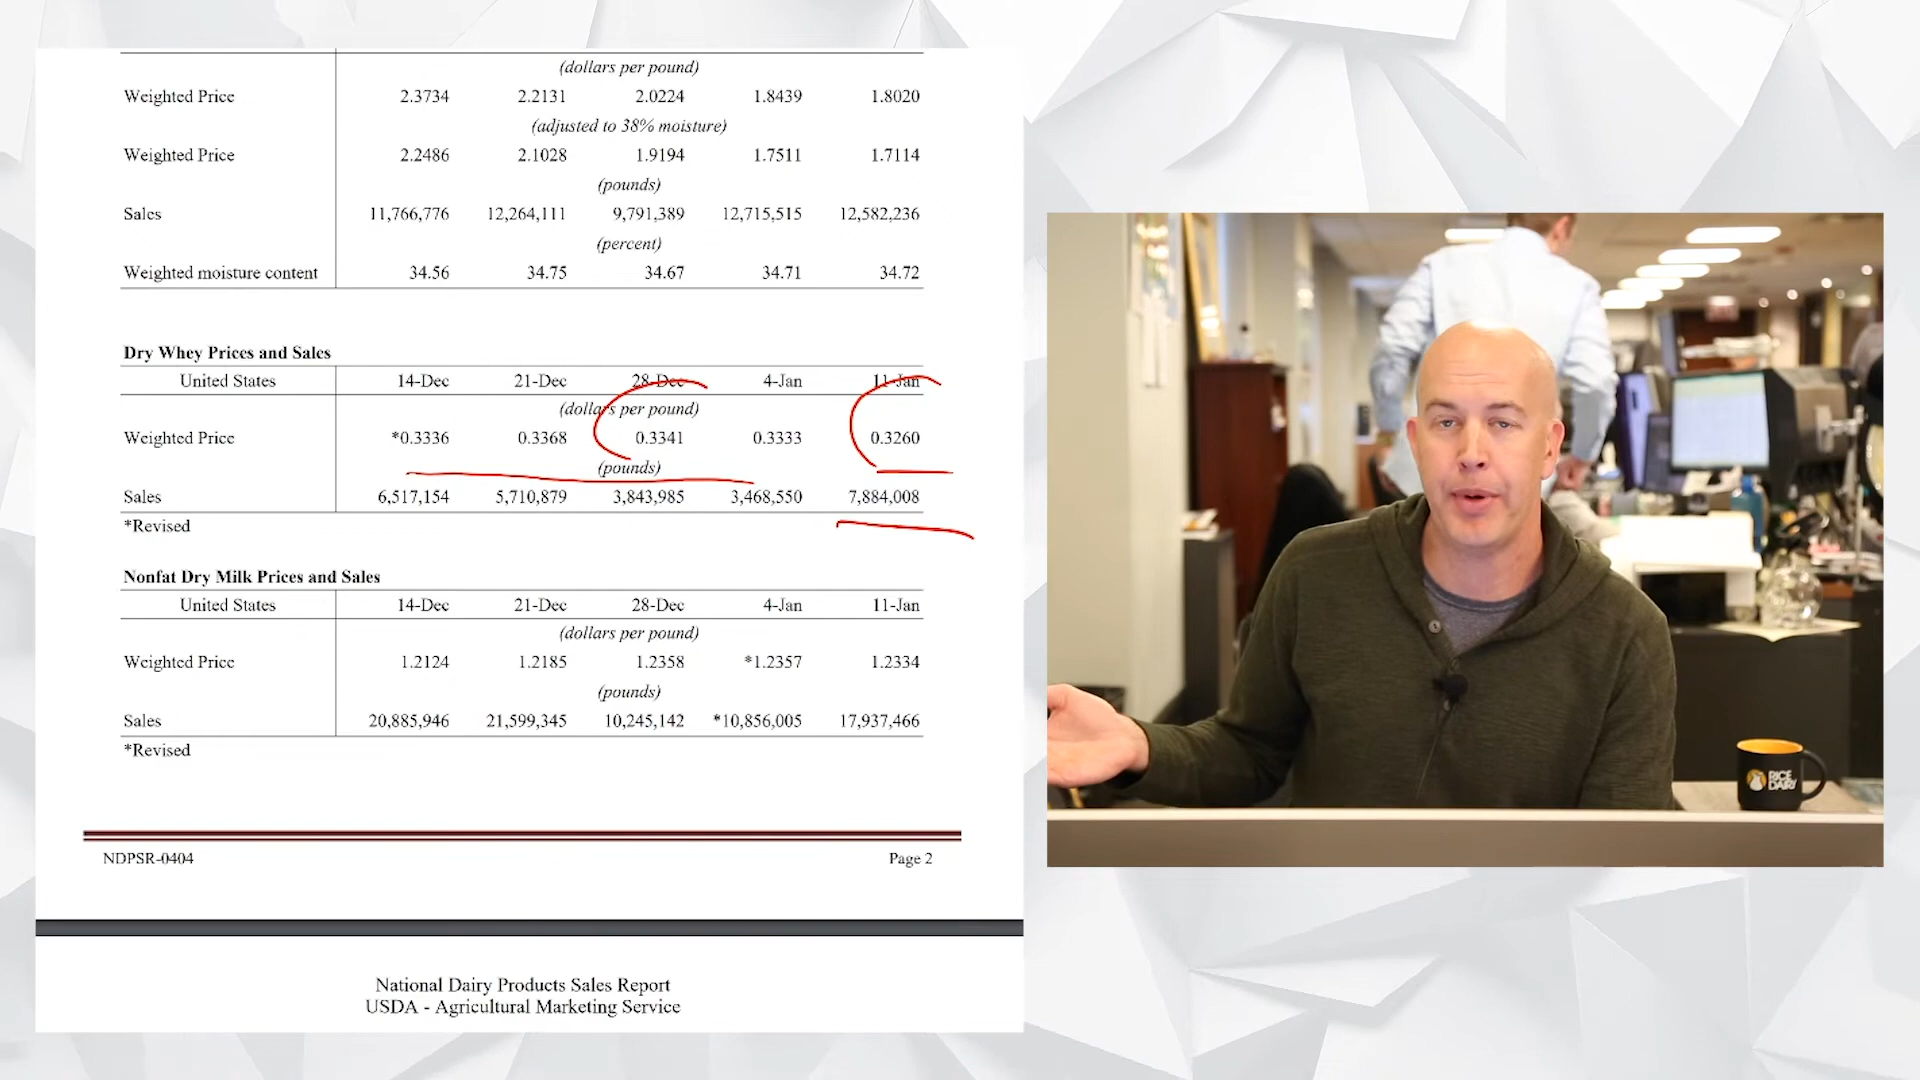 (dollars per pound)
Weighted Price 2.3734 2.2131 2.0224 1.8439 1.8020
(adjusted to 38% moisture)
Weighted Price 2.2486 2.1028 1.9194 1.7511 1.7114
(pounds)
Sales 11,766,776 12,264,111 9,791,389 12,715,515 12,582,236
(percent)
Weighted moisture content 34.56 34.75 34.67 34.71 34.72
Dry Whey Prices and Sales
United States 14-Dec 21-Dec 28-Dec 4-Jan 11-Jan
(dollars per pound)
Weighted Price *0.3336 0.3368 0.3341 0.3333 0.3260
(pounds)
Sales 6,517,154 5,710,879 3,843,985 3,468,550 7,884,008
*Revised
Nonfat Dry Milk Prices and Sales
United States 14-Dec 21-Dec 28-Dec 4-Jan 11-Jan
(dollars per pound)
Weighted Price 1.2124 1.2185 1.2358 *1.2357 1.2334
(pounds)
Sales 20,885,946 21,599,345 10,245,142 *10,856,005 17,937,466
*Revised
NDPSR-0404 Page 2
National Dairy Products Sales Report
USDA - Agricultural Marketing Service
RICE
DAIRY